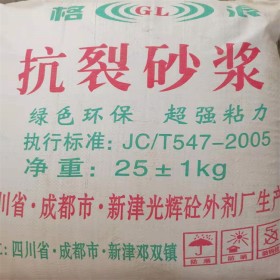 格 GL 浪
抗裂砂浆
绿色环保 超强粘力
执行标准：JC/T547-2005
净重：25±1kg
川省·成都市·新津光辉砼外剂厂生产
：四川省·成都市·新津邓双镇